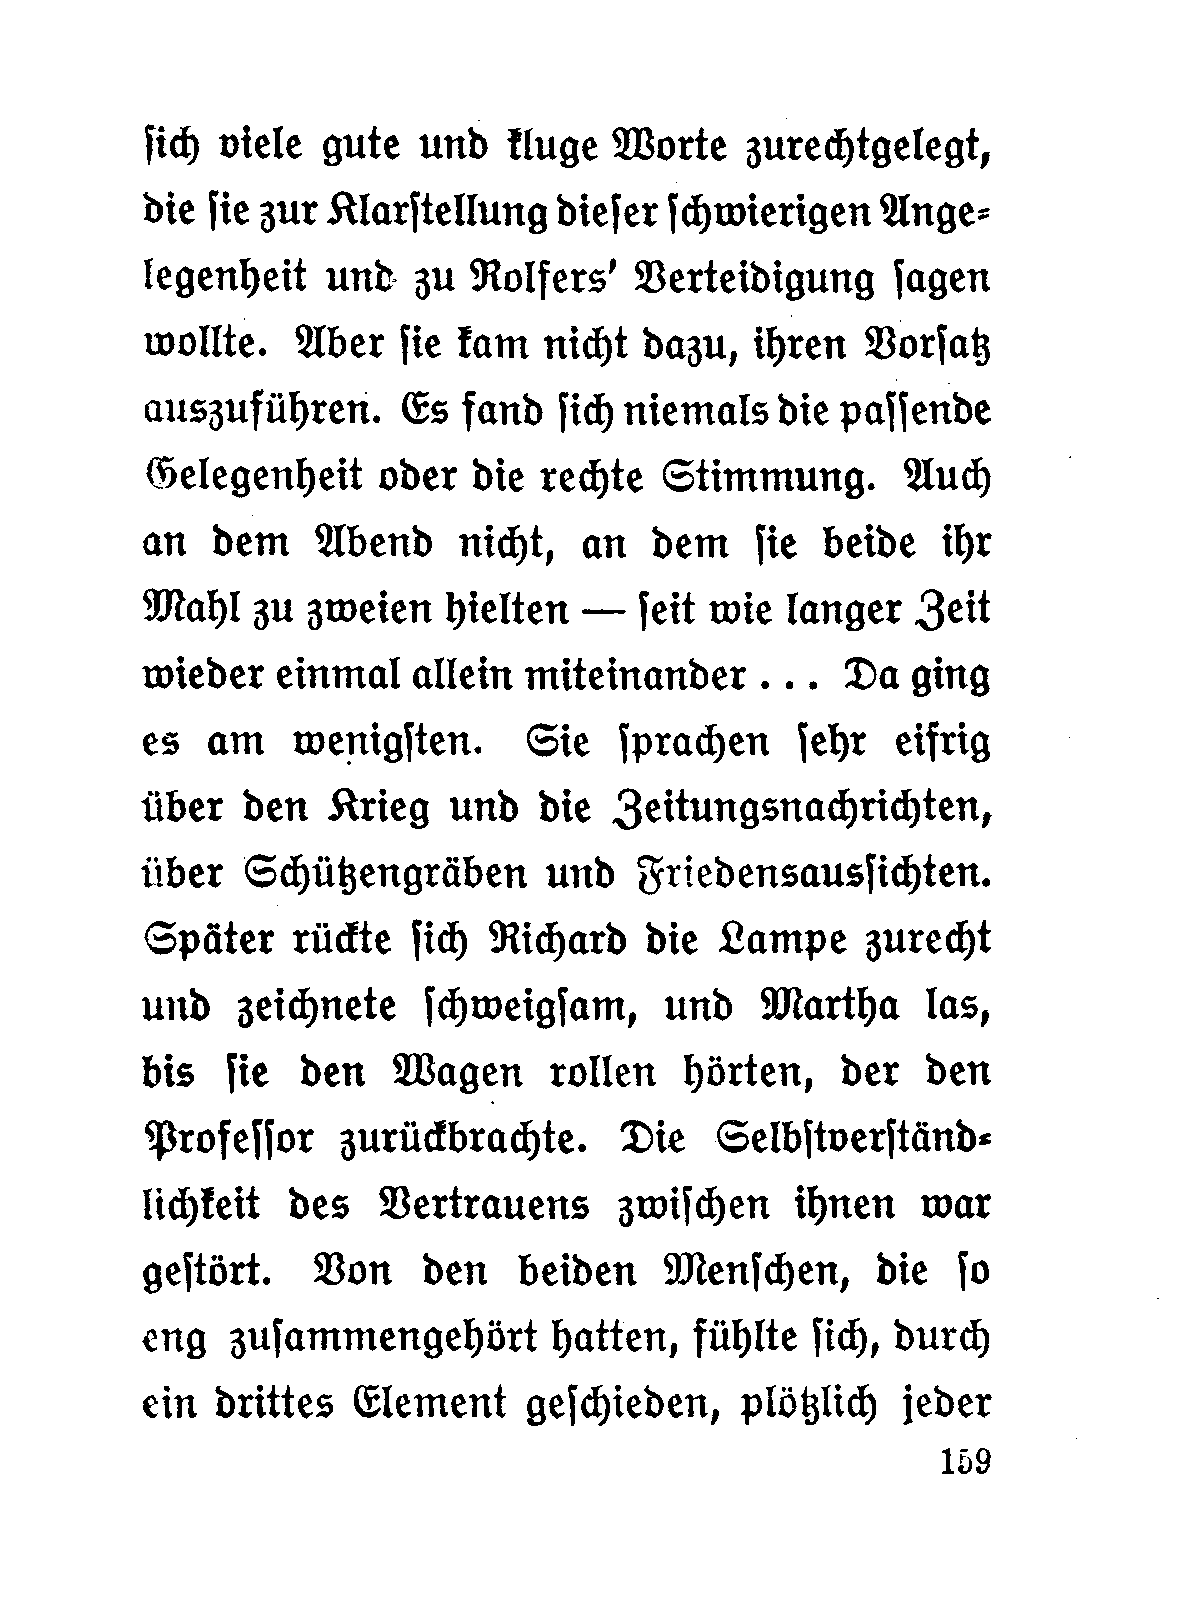 sich viele gute und kluge Worte zurechtgelegt,
die sie zur Klarstellung dieser schwierigen Ange-
legenheit und zu Rolfers' Verteidigung sagen
wollte. Aber sie kam nicht dazu, ihren Vorsatz
auszuführen. Es fand sich niemals die passende
Gelegenheit oder die rechte Stimmung. Auch
an dem Abend nicht, an dem sie beide ihr
Mahl zu zweien hielten — seit wie langer Zeit
wieder einmal allein miteinander . . . Da ging
es am wenigsten. Sie sprachen sehr eifrig
über den Krieg und die Zeitungsnachrichten,
über Schützengräben und Friedensaussichten.
Später rückte sich Richard die Lampe zurecht
und zeichnete schweigsam, und Martha las,
bis sie den Wagen rollen hörten, der den
Professor zurückbrachte. Die Selbstverständ-
lichkeit des Vertrauens zwischen ihnen war
gestört. Von den beiden Menschen, die so
eng zusammengehört hatten, fühlte sich, durch
ein drittes Element geschieden, plötzlich jeder
159